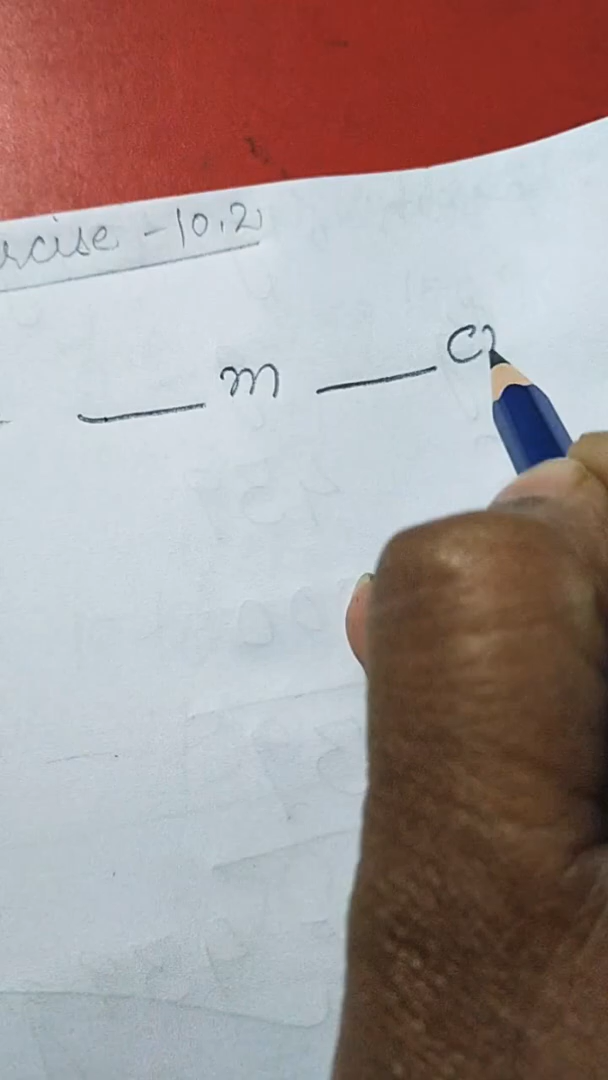 rcise - 10.2
— m — c